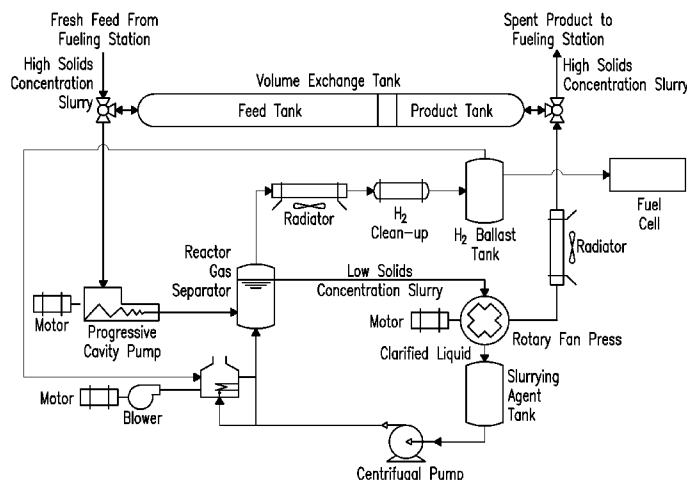 Fresh Feed From
Fueling Station
Spent Product to
Fueling Station
High Solids
Concentration
Slurry
High Solids
Concentration Slurry
Volume Exchange Tank
Feed Tank
Product Tank
Radiator
H2
Clean-up
H2 Ballast
Tank
Fuel
Cell
Radiator
Reactor
Gas
Separator
Low Solids
Concentration Slurry
Motor
Progressive
Cavity Pump
Motor
Rotary Fan Press
Clarified Liquid
Slurrying
Agent
Tank
Motor
Blower
Centrifugal Pump